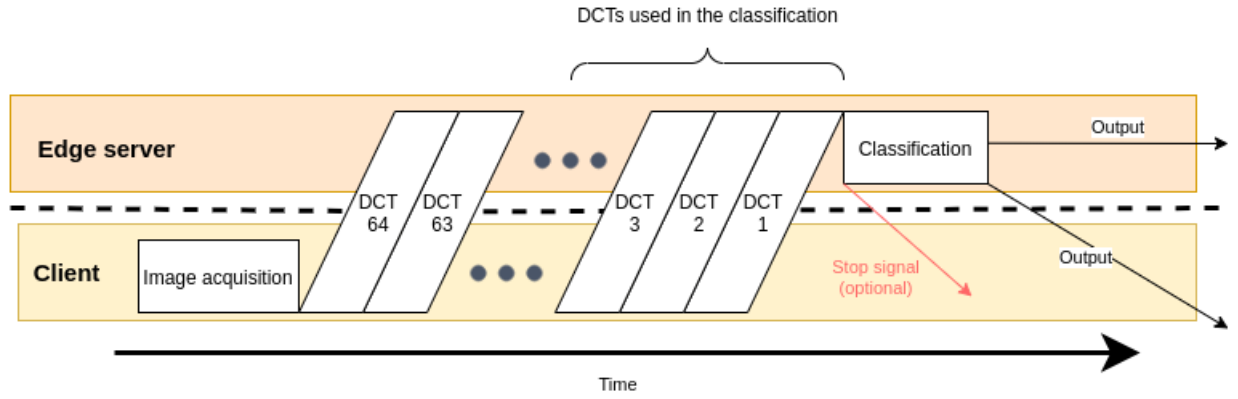 DCTs used in the classification
Edge server
Classification
Output
DCT
64
DCT
63
DCT
3
DCT
2
DCT
1
Client
Image acquisition
Stop signal
(optional)
Output
Time